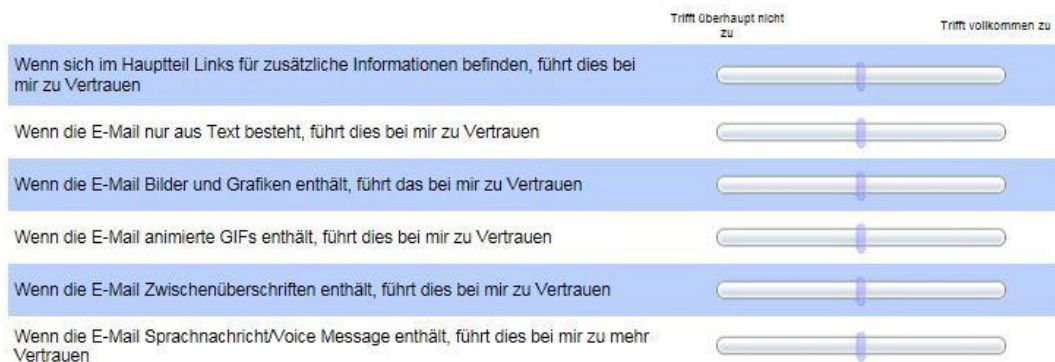 Trifft überhaupt nicht
zu
Trifft vollkommen zu
Wenn sich im Hauptteil Links für zusätzliche Informationen befinden, führt dies bei
mir zu Vertrauen
Wenn die E-Mail nur aus Text besteht, führt dies bei mir zu Vertrauen
Wenn die E-Mail Bilder und Grafiken enthält, führt das bei mir zu Vertrauen
Wenn die E-Mail animierte GIFs enthält, führt dies bei mir zu Vertrauen
Wenn die E-Mail Zwischenüberschriften enthält, führt dies bei mir zu Vertrauen
Wenn die E-Mail Sprachnachricht/Voice Message enthält, führt dies bei mir zu mehr
Vertrauen